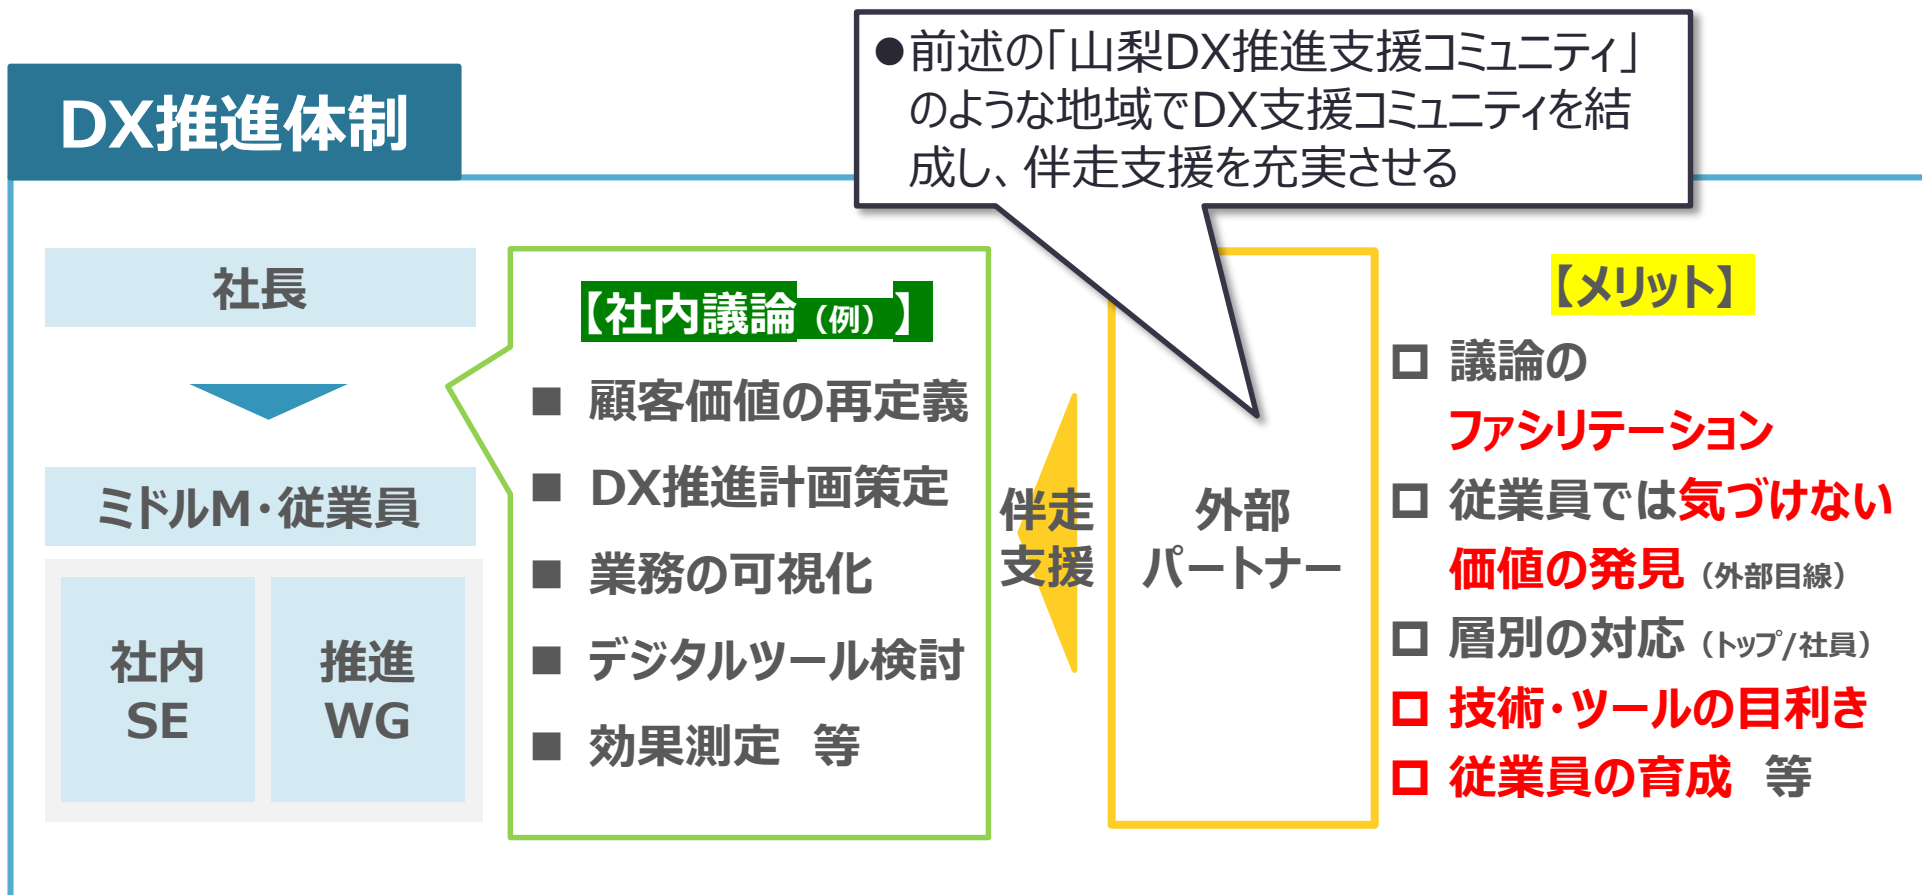 ●前述の「山梨DX推進支援コミュニティ」
のような地域でDX支援コミュニティを結
成し、伴走支援を充実させる
DX推進体制
社長
ミドルM・従業員
社内
SE
推進
WG
【社内議論（例）】
■ 顧客価値の再定義
■ DX推進計画策定
■ 業務の可視化
■ デジタルツール検討
■ 効果測定　等
伴走
支援
外部
パートナー
【メリット】
□ 議論の
ファシリテーション
□ 従業員では気づけない
価値の発見（外部目線）
□ 層別の対応（トップ/社員）
□ 技術・ツールの目利き
□ 従業員の育成　等